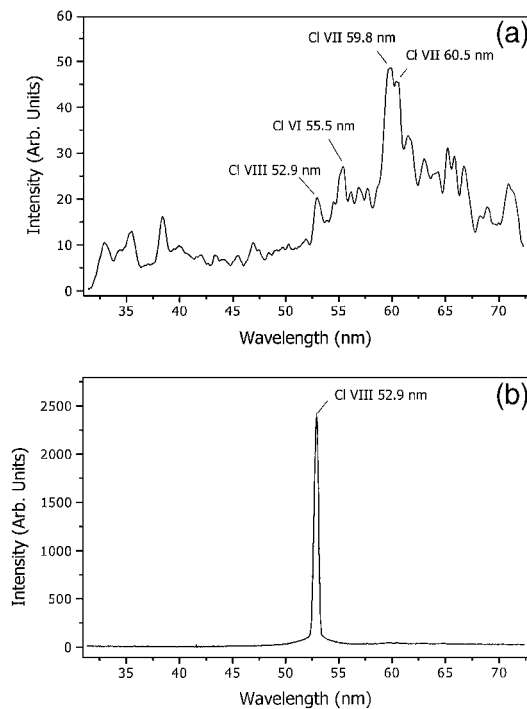 (a)
60
Cl VII 59.8 nm
Cl VII 60.5 nm
50
40
Cl VI 55.5 nm
30
Cl VIII 52.9 nm
20
10
0
Intensity (Arb. Units)
35 40 45 50 55 60 65 70
Wavelength (nm)
(b)
Cl VIII 52.9 nm
2500
2000
1500
1000
500
0
Intensity (Arb. Units)
35 40 45 50 55 60 65 70
Wavelength (nm)